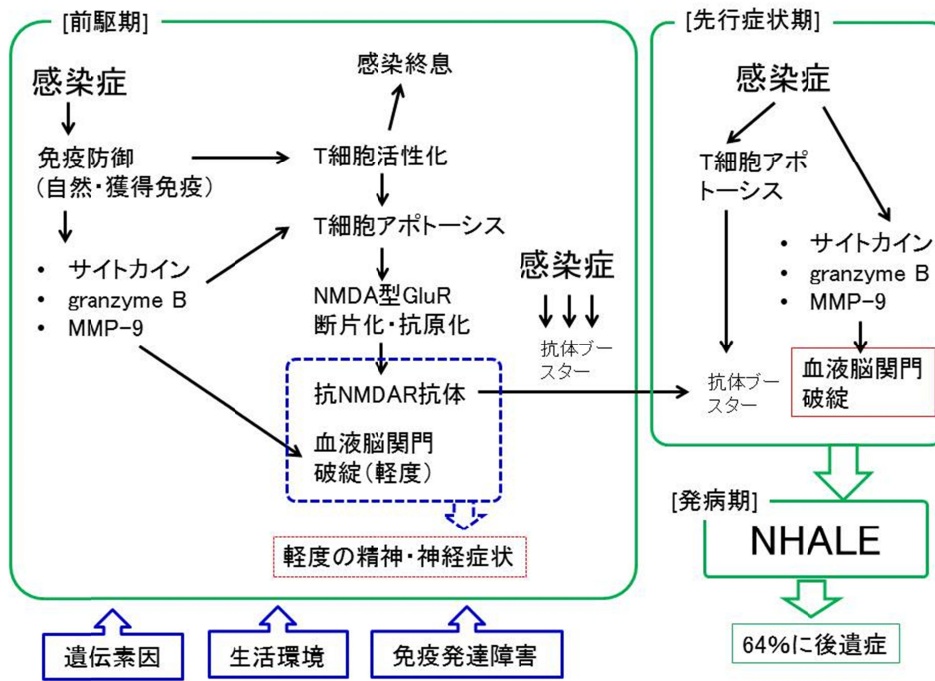 [前駆期]
感染症
免疫防御
(自然・獲得免疫)
• サイトカイン
• granzyme B
• MMP-9
感染終息
T細胞活性化
T細胞アポトーシス
NMDA型GluR
断片化・抗原化
抗NMDAR抗体
血液脳関門
破綻(軽度)
軽度の精神・神経症状
感染症
抗体ブー
スター
遺伝素因
生活環境
免疫発達障害
[先行症状期]
感染症
T細胞アポ
トーシス
• サイトカイン
• granzyme B
• MMP-9
抗体ブー
スター
血液脳関門
破綻
[発病期]
NHALE
64%に後遺症